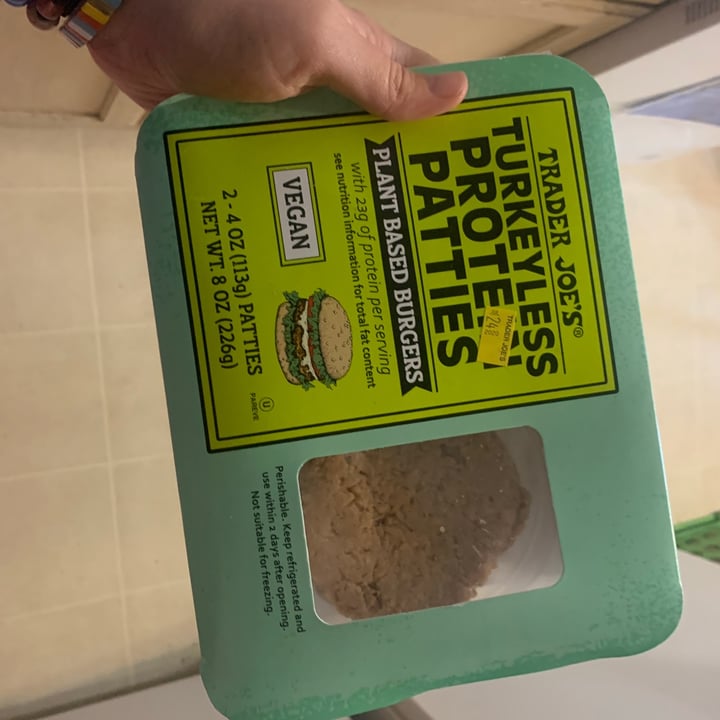 TRADER JOE'S®
TURKEYLESS
PROTEIN
PATTIES
PLANT BASED BURGERS
with 23g of protein per serving
see nutrition information for total fat content
VEGAN
2 - 4 OZ (113g) PATTIES
NET WT. 8 OZ (226g)
U
PAREVE
TRADER JOE'S
Perishable. Keep refrigerated and
use within 2 days after opening.
Not suitable for freezing.